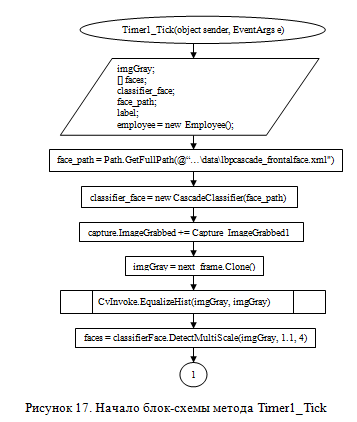 Timer1_Tick(object sender, EventArgs e)
imgGray;
[] faces;
classifier_face;
face_path;
label;
employee = new Employee();
face_path = Path.GetFullPath(@“...\data\lbpcascade_frontalface.xml”)
classifier_face = new CascadeClassifier(face_path)
capture.ImageGrabbed += Capture_ImageGrabbed1
imgGray = next_frame.Clone()
CvInvoke.EqualizeHist(imgGray, imgGray)
faces = classifierFace.DetectMultiScale(imgGray, 1.1, 4)
1
Рисунок 17. Начало блок-схемы метода Timer1_Tick